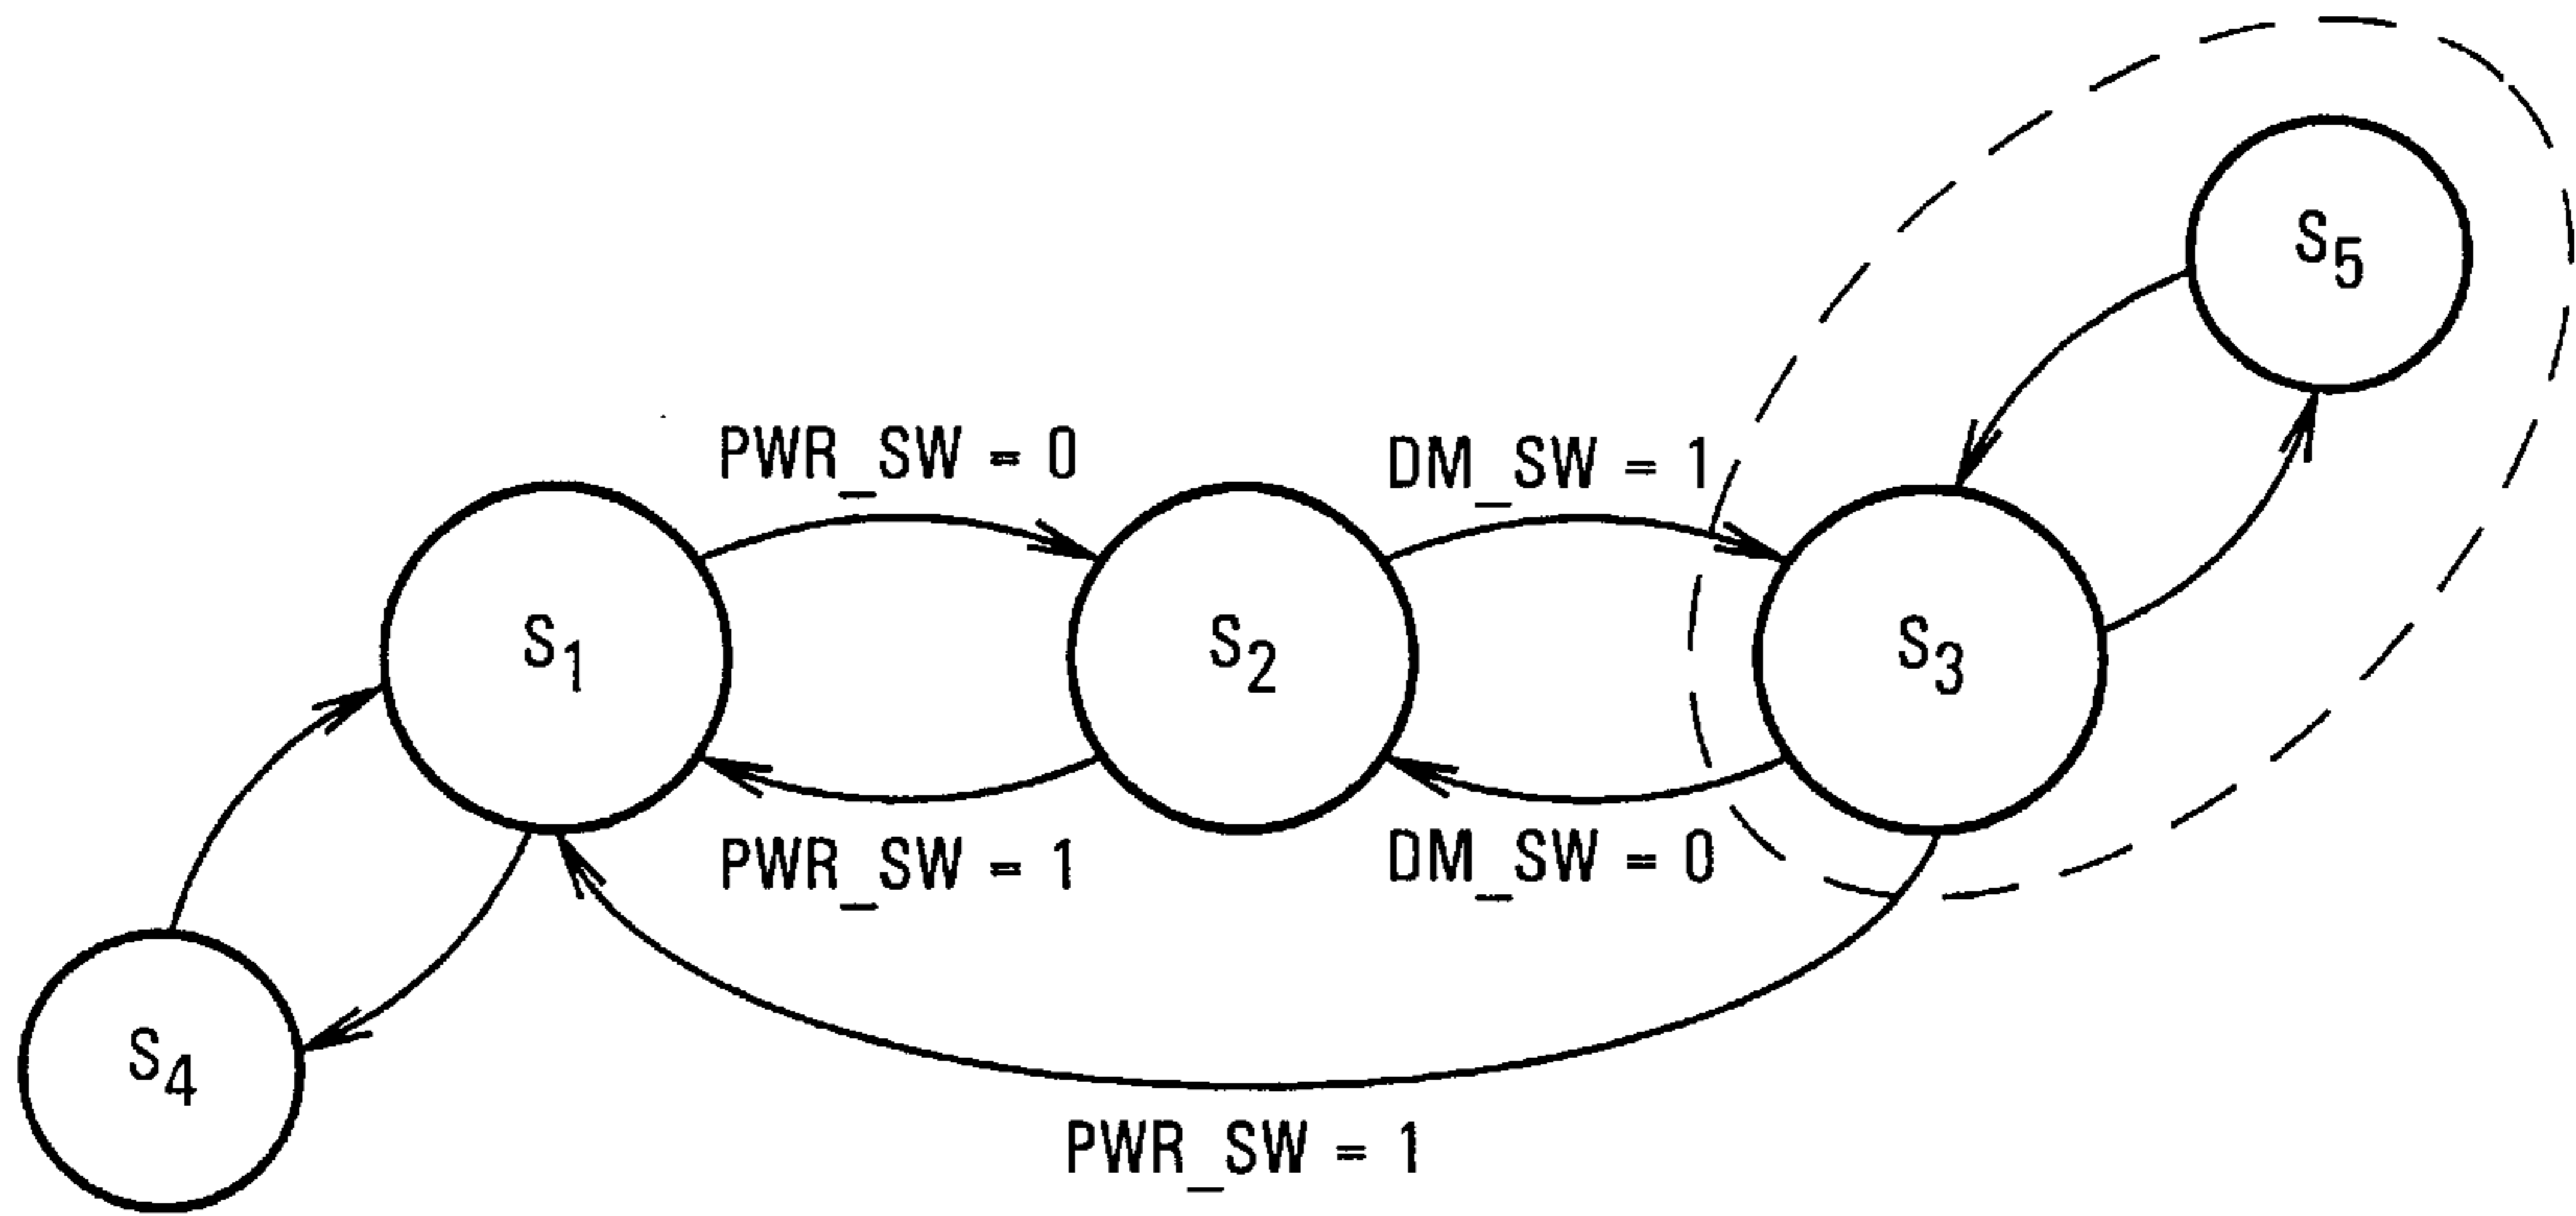 S5
PWR_SW = 0
DM_SW = 1
S1
S2
S3
PWR_SW = 1
DM_SW = 0
S4
PWR_SW = 1